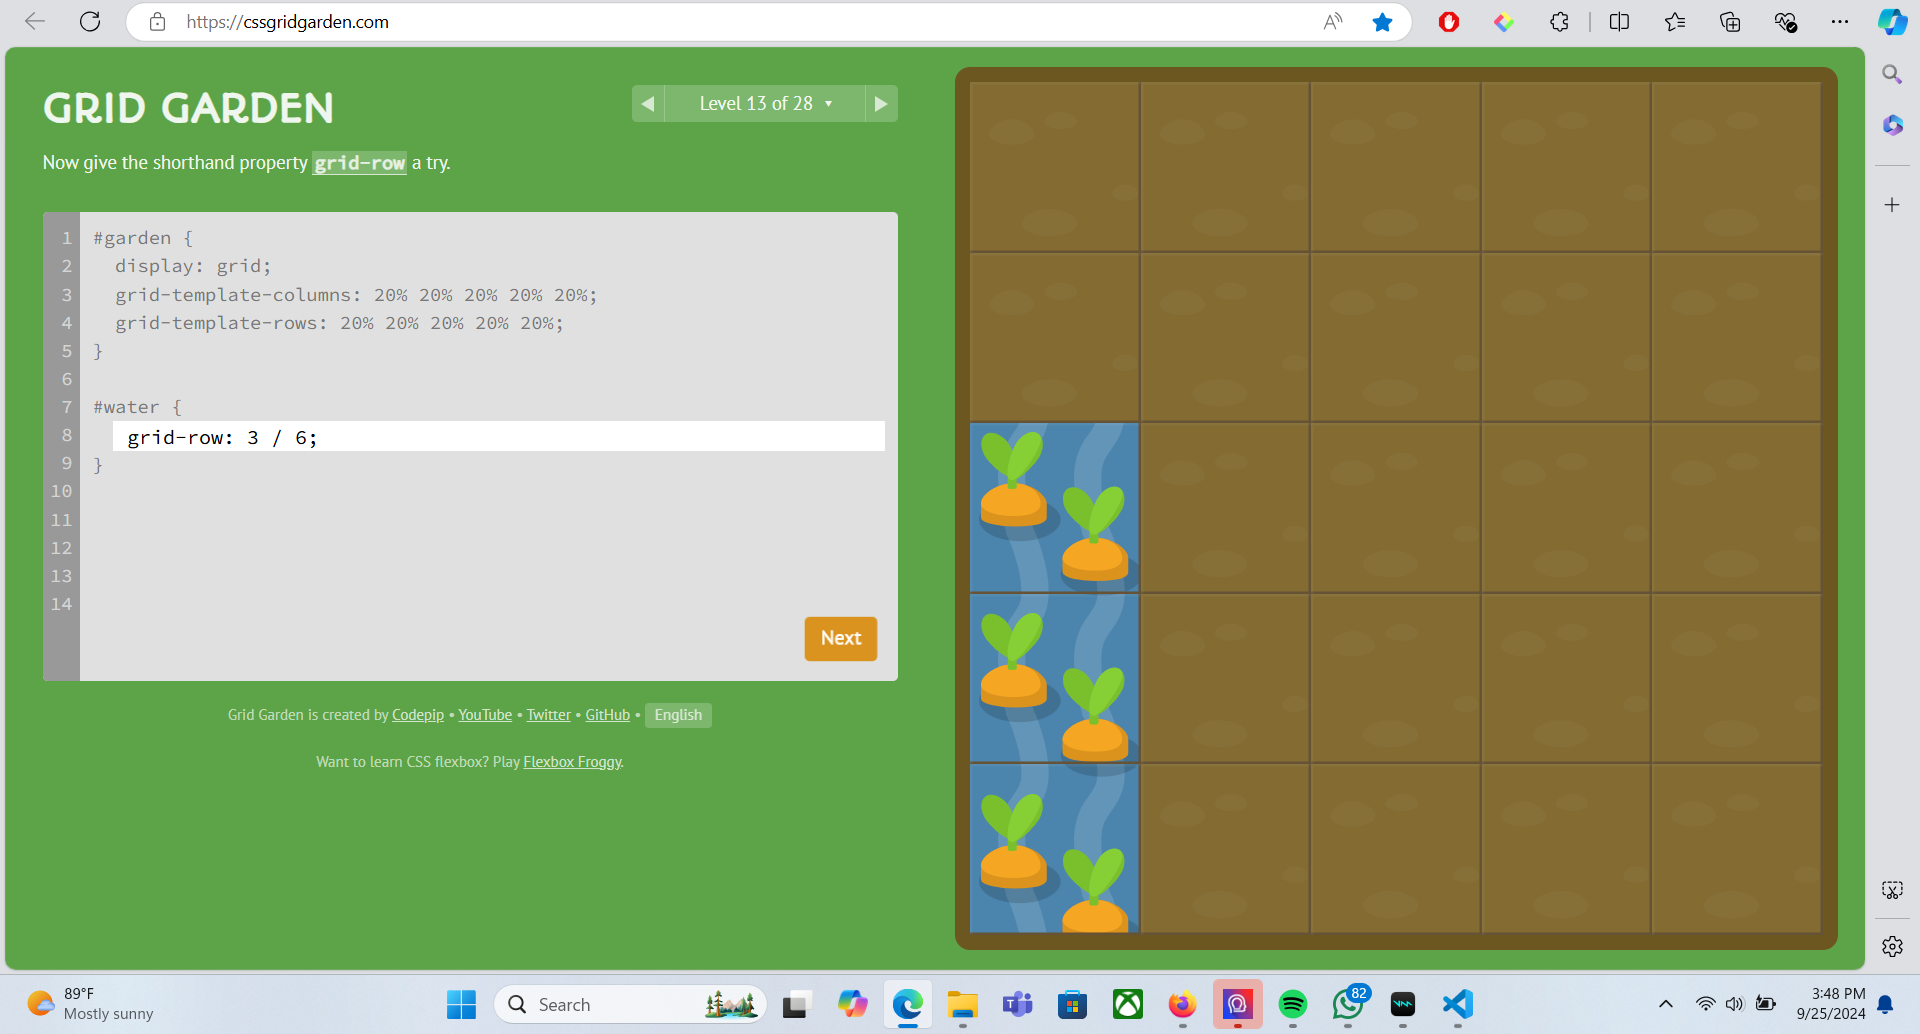 https://cssgridgarden.com
GRID GARDEN
Level 13 of 28
Now give the shorthand property grid-row a try.
1 #garden {
2 display: grid;
3 grid-template-columns: 20% 20% 20% 20% 20%;
4 grid-template-rows: 20% 20% 20% 20% 20%;
5 }
6
7 #water {
8 grid-row: 3 / 6;
9 }
10
11
12
13
14
Next
Grid Garden is created by Codepip • YouTube • Twitter • GitHub • English
Want to learn CSS flexbox? Play Flexbox Froggy.
89°F
Mostly sunny
Search
82
3:48 PM
9/25/2024